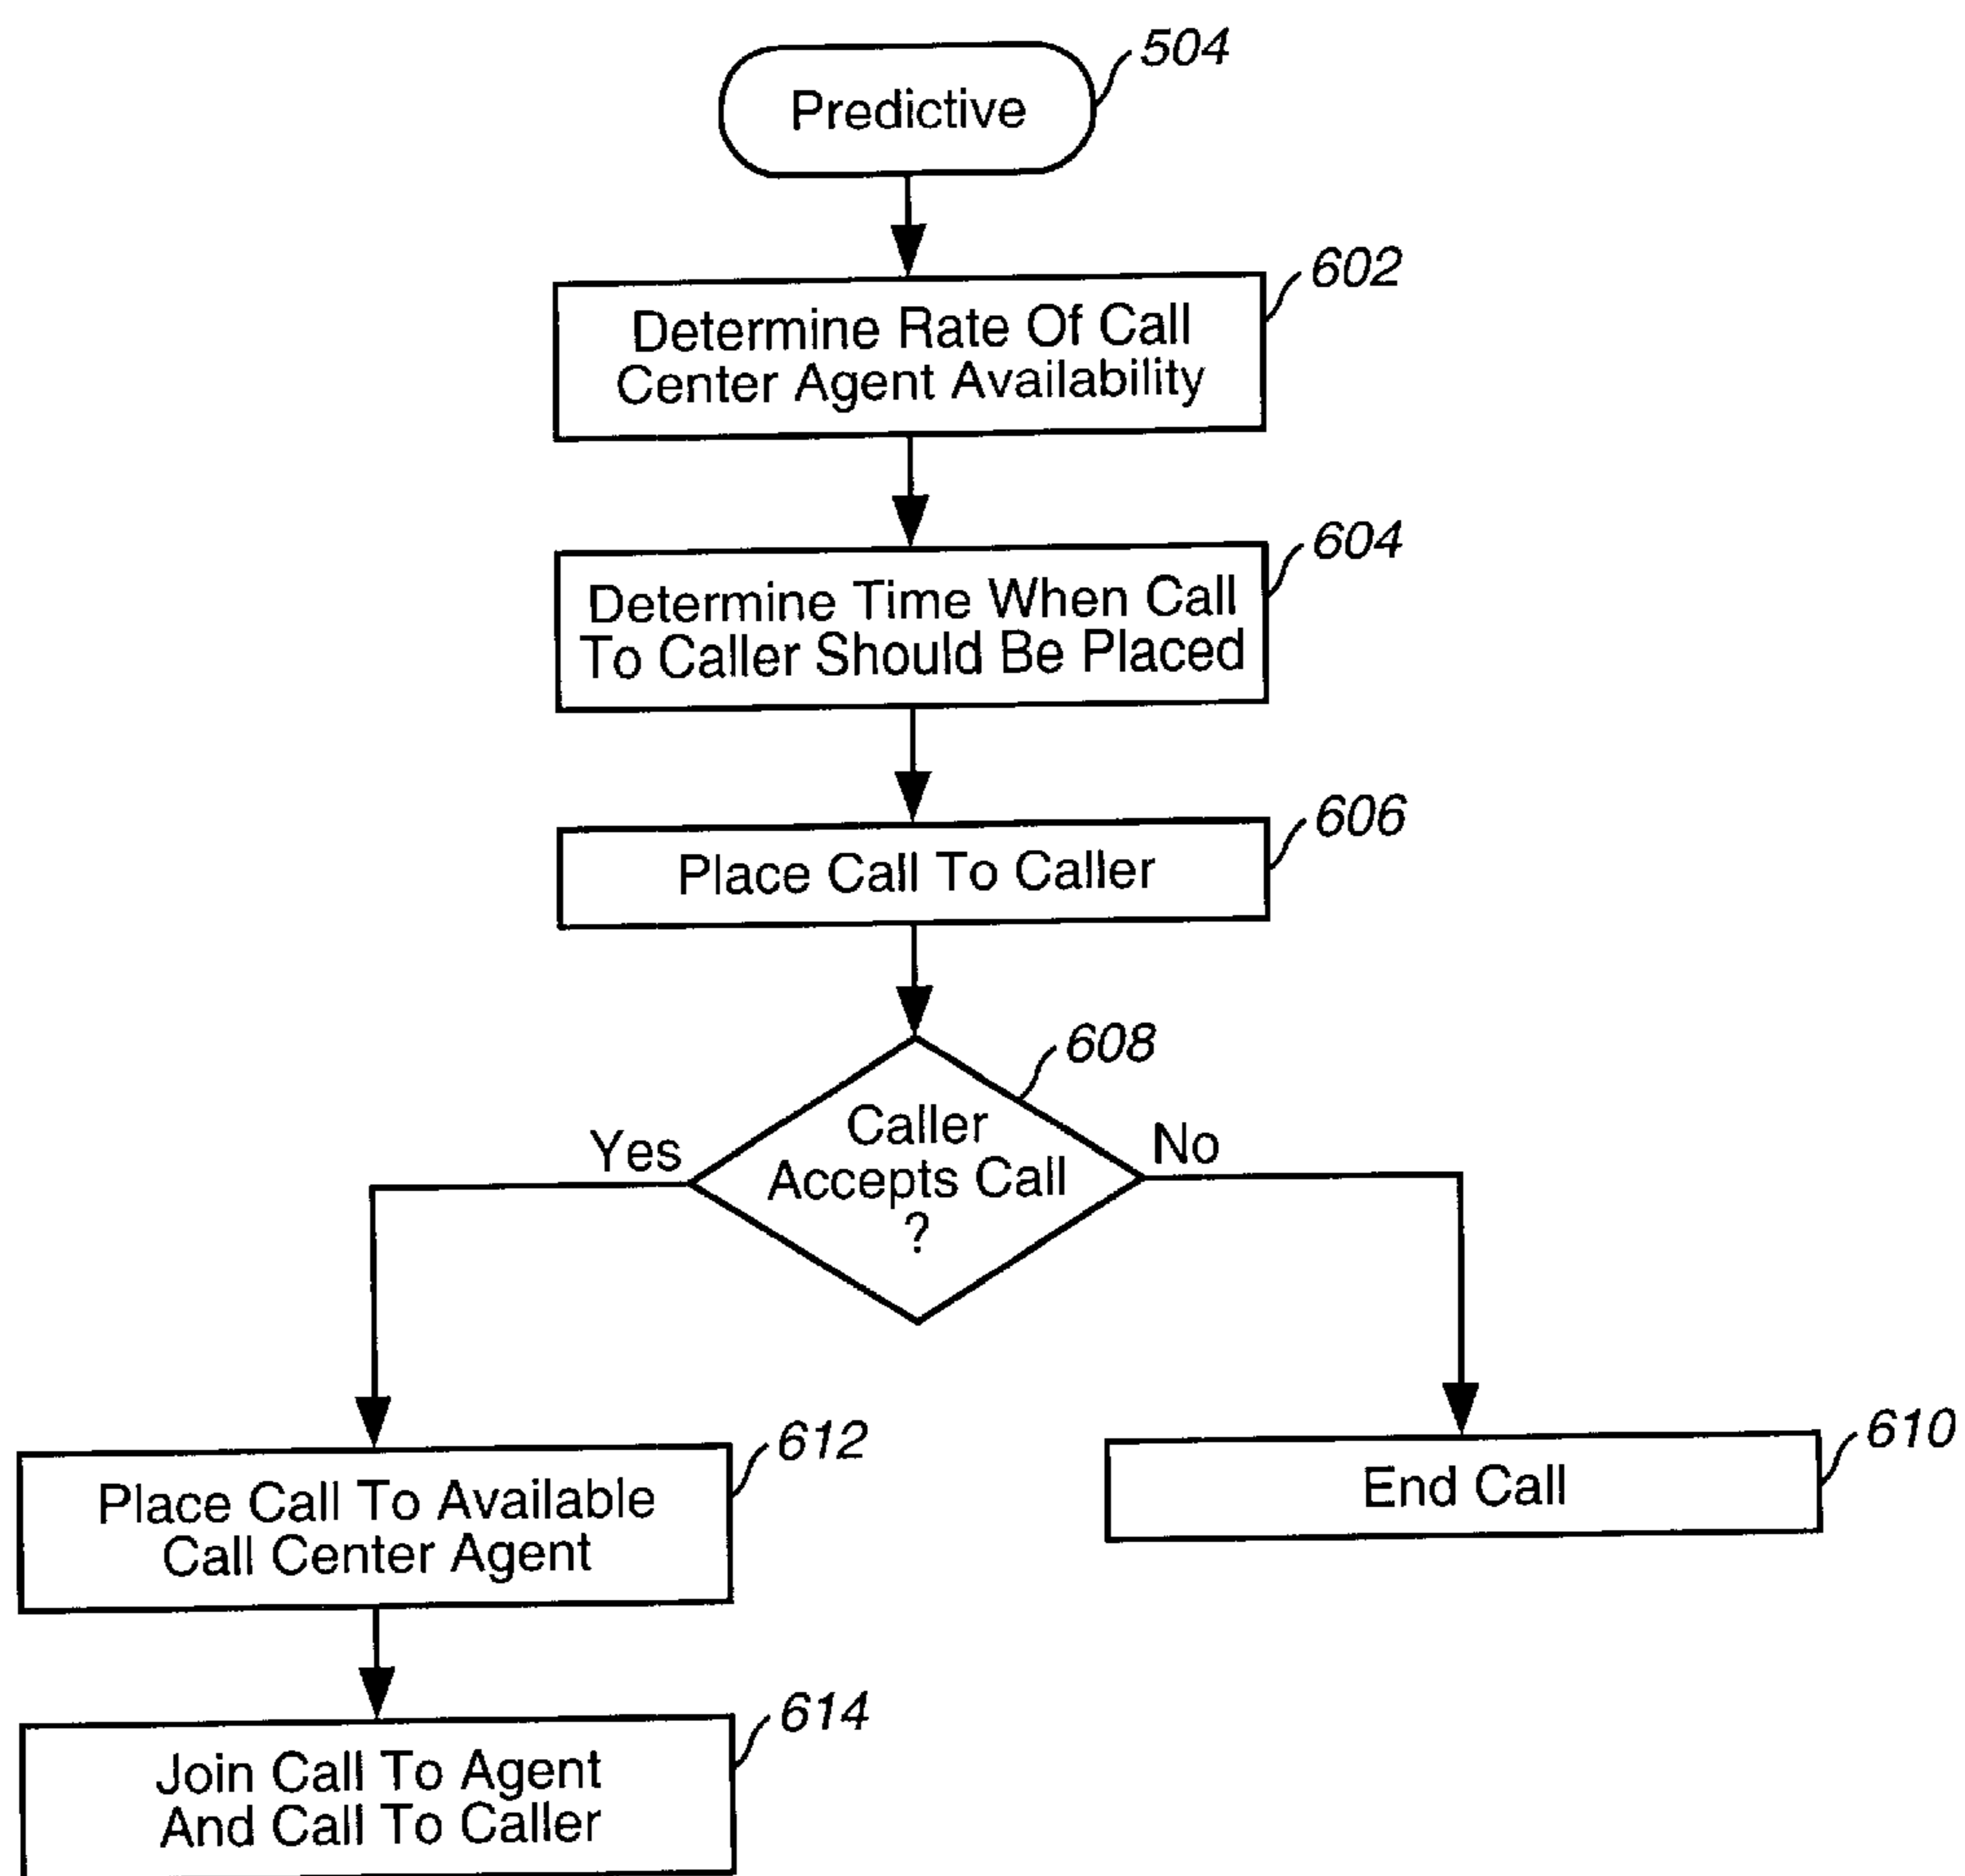 504
Predictive
602
Determine Rate Of Call
Center Agent Availability
604
Determine Time When Call
To Caller Should Be Placed
606
Place Call To Caller
608
Caller
Accepts Call
?
Yes
No
612
Place Call To Available
Call Center Agent
610
End Call
614
Join Call To Agent
And Call To Caller